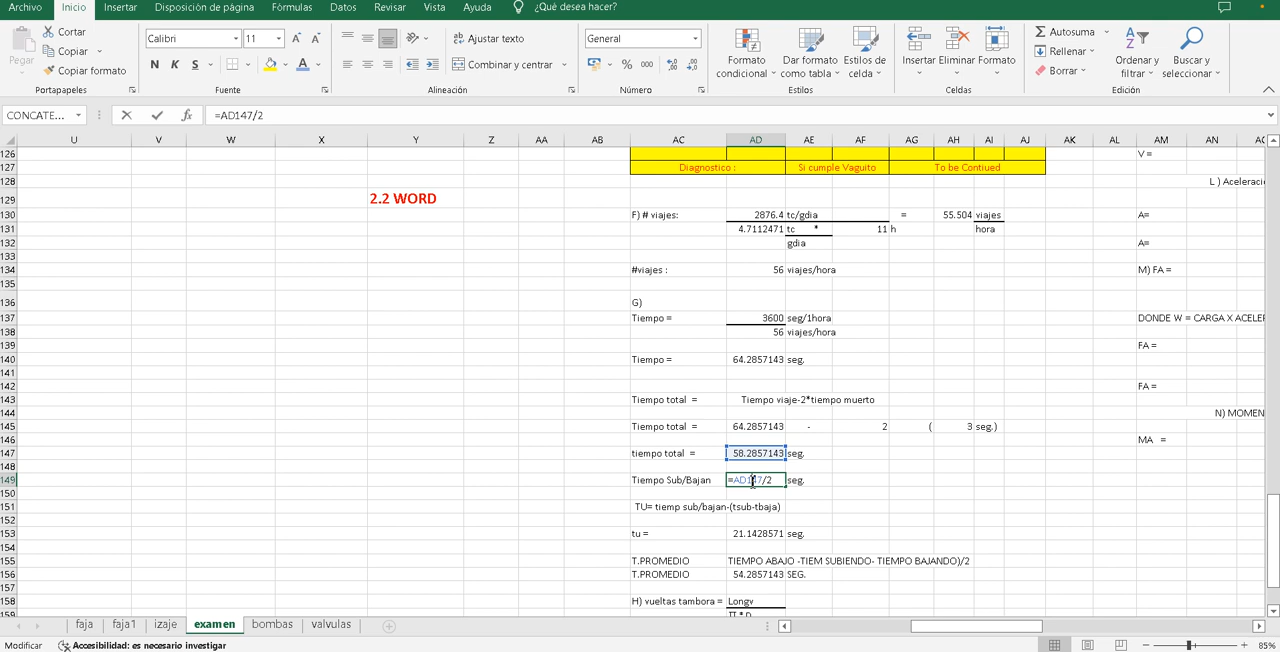 Archivo Inicio Insertar Disposición de página Fórmulas Datos Revisar Vista Ayuda ¿Qué desea hacer?
Pegar Cortar Copiar Copiar formato
Calibri 11 N K S A
Ajustar texto Combinar y centrar
General % 000
Formato condicional Dar formato como tabla Estilos de celda
Insertar Eliminar Formato
Autosuma Rellenar Borrar Ordenar y filtrar Buscar y seleccionar
Portapapeles Fuente Alineación Número Estilos Celdas Edición
CONCATE... fx =AD147/2
U V W X Y Z AA AB AC AD AE AF AG AH AI AJ AK AL AM AN AO
126 V =
127 Diagnostico : Si cumple Vaguito To be Contiued
128 L ) Aceleraci
129 2.2 WORD
130 F) # viajes: 2876.4 tc/gdia = 55.504 viajes A=
131 4.7112471 tc * 11 h hora
132 gdia A=
133
134 #viajes : 56 viajes/hora M) FA =
135
136 G)
137 Tiempo = 3600 seg/1hora DONDE W = CARGA X ACELER
138 56 viajes/hora
139 FA =
140 Tiempo = 64.2857143 seg.
141
142 FA =
143 Tiempo total = Tiempo viaje-2*tiempo muerto
144 N) MOMEN
145 Tiempo total = 64.2857143 - 2 ( 3 seg.)
146 MA =
147 tiempo total = 58.2857143 seg.
148
149 Tiempo Sub/Bajan =AD147/2 seg.
150
151 TU= tiemp sub/bajan-(tsub-tbaja)
152
153 tu = 21.1428571 seg.
154
155 T.PROMEDIO TIEMPO ABAJO -TIEM SUBIENDO- TIEMPO BAJANDO)/2
156 T.PROMEDIO 54.2857143 SEG.
157
158 H) vueltas tambora = Longv
159 π * D
faja faja1 izaje examen bombas valvulas
Modificar Accesibilidad: es necesario investigar 85%